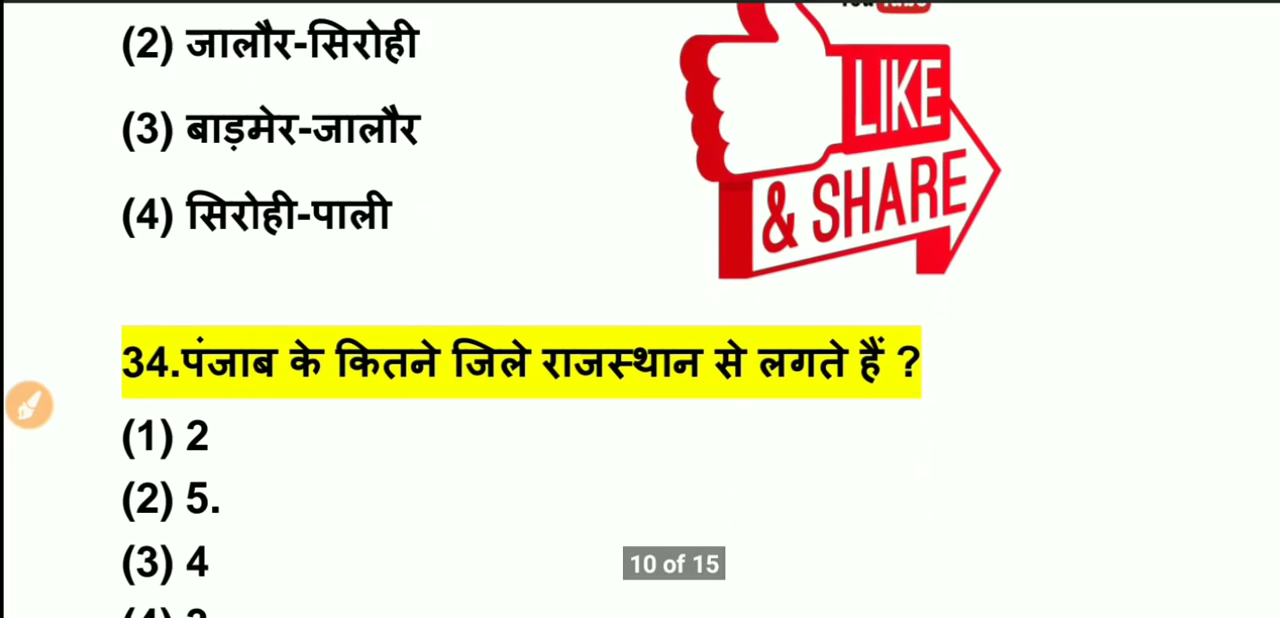 (2) जालौर-सिरोही
(3) बाड़मेर-जालौर
(4) सिरोही-पाली
LIKE
& SHARE
34.पंजाब के कितने जिले राजस्थान से लगते हैं ?
(1) 2
(2) 5.
(3) 4
10 of 15